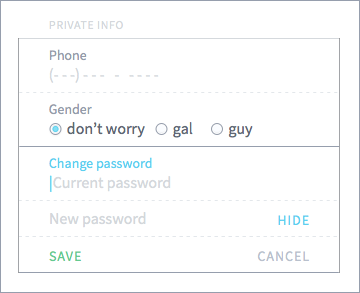 PRIVATE INFO
Phone
(---) --- - ----
Gender
don’t worry gal guy
Change password
Current password
New password HIDE
SAVE CANCEL